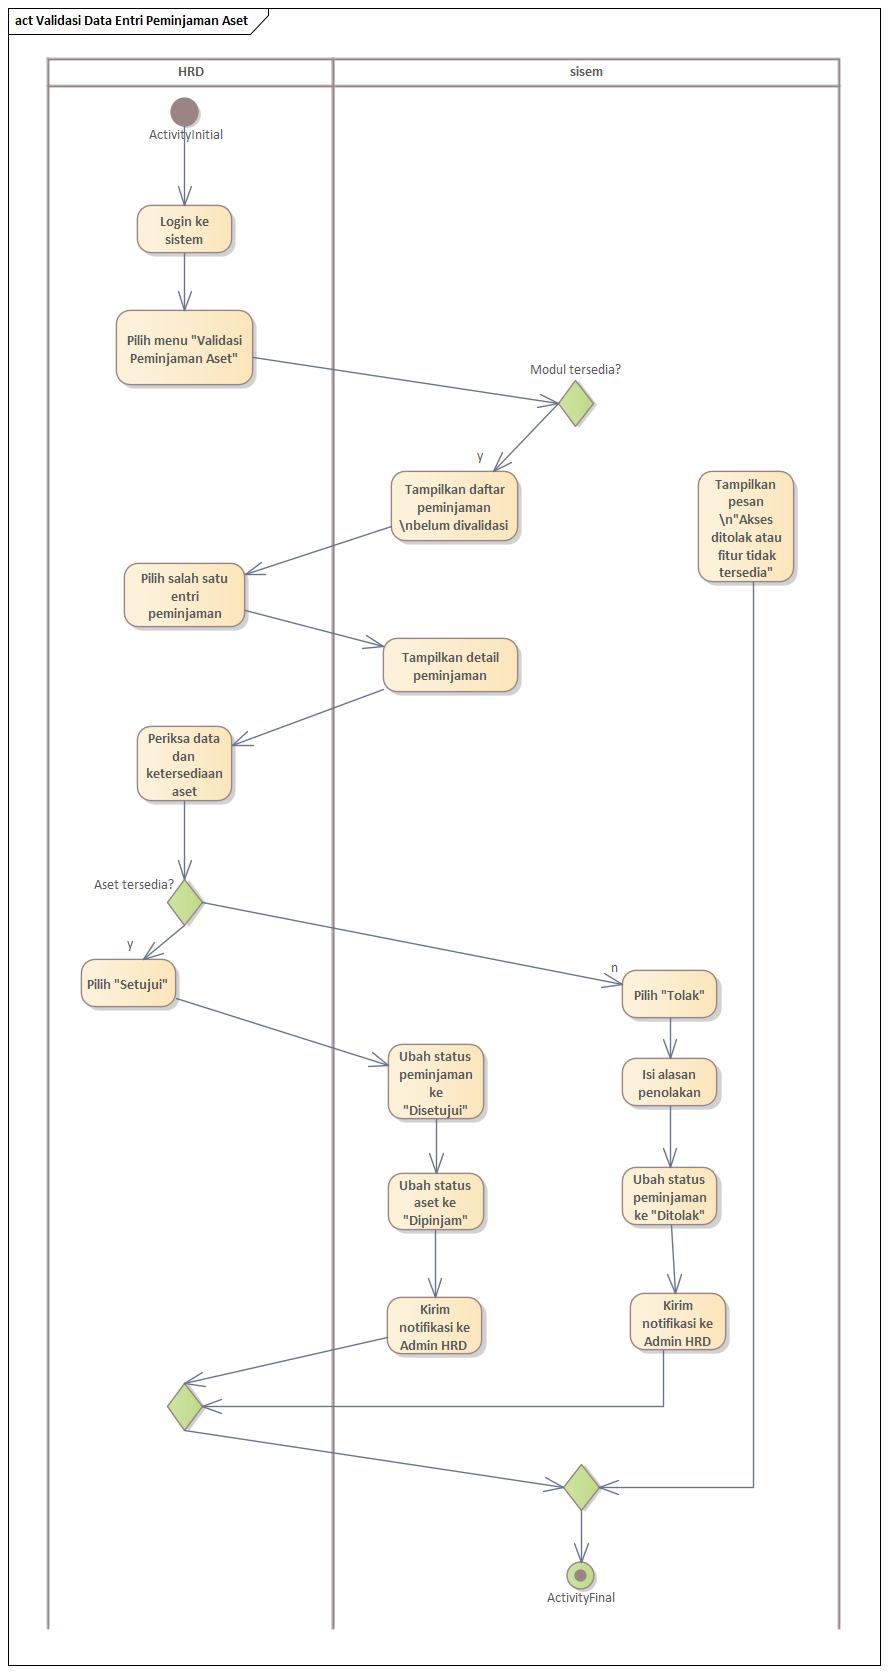 act Validasi Data Entri Peminjaman Aset
HRD
sisem
ActivityInitial
Login ke
sistem
Pilih menu "Validasi
Peminjaman Aset"
Modul tersedia?
y
Tampilkan daftar
peminjaman
\nbelum divalidasi
Tampilkan
pesan
\n"Akses
ditolak atau
fitur tidak
tersedia"
Pilih salah satu
entri
peminjaman
Tampilkan detail
peminjaman
Periksa data
dan
ketersediaan
aset
Aset tersedia?
y
n
Pilih "Setujui"
Pilih "Tolak"
Ubah status
peminjaman
ke
"Disetujui"
Isi alasan
penolakan
Ubah status
aset ke
"Dipinjam"
Ubah status
peminjaman
ke "Ditolak"
Kirim
notifikasi ke
Admin HRD
Kirim
notifikasi ke
Admin HRD
ActivityFinal